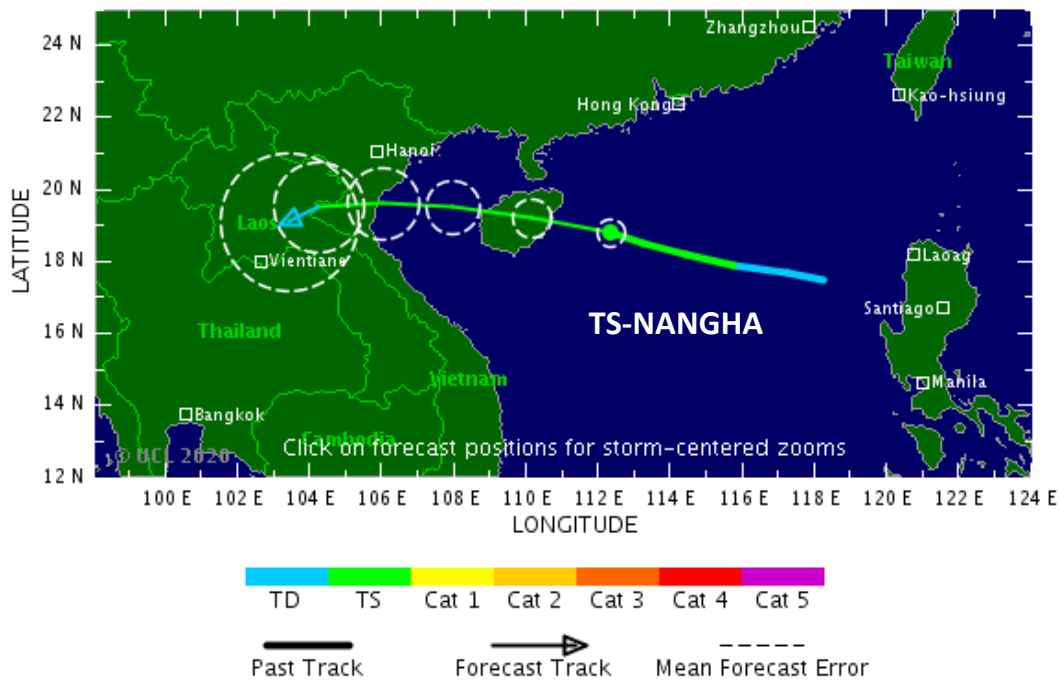 24 N
22 N
20 N
18 N
16 N
14 N
12 N
LATITUDE
Zhangzhou
Taiwan
Kao-hsiung
Hong Kong
Hanoi
Laos
Vientiane
Laoag
Santiago
TS-NANGHA
Thailand
Vietnam
Manila
Bangkok
Cambodia
Click on forecast positions for storm-centered zooms
© UCL 2020
100 E 102 E 104 E 106 E 108 E 110 E 112 E 114 E 116 E 118 E 120 E 122 E 124 E
LONGITUDE
TD TS Cat 1 Cat 2 Cat 3 Cat 4 Cat 5
Past Track Forecast Track Mean Forecast Error